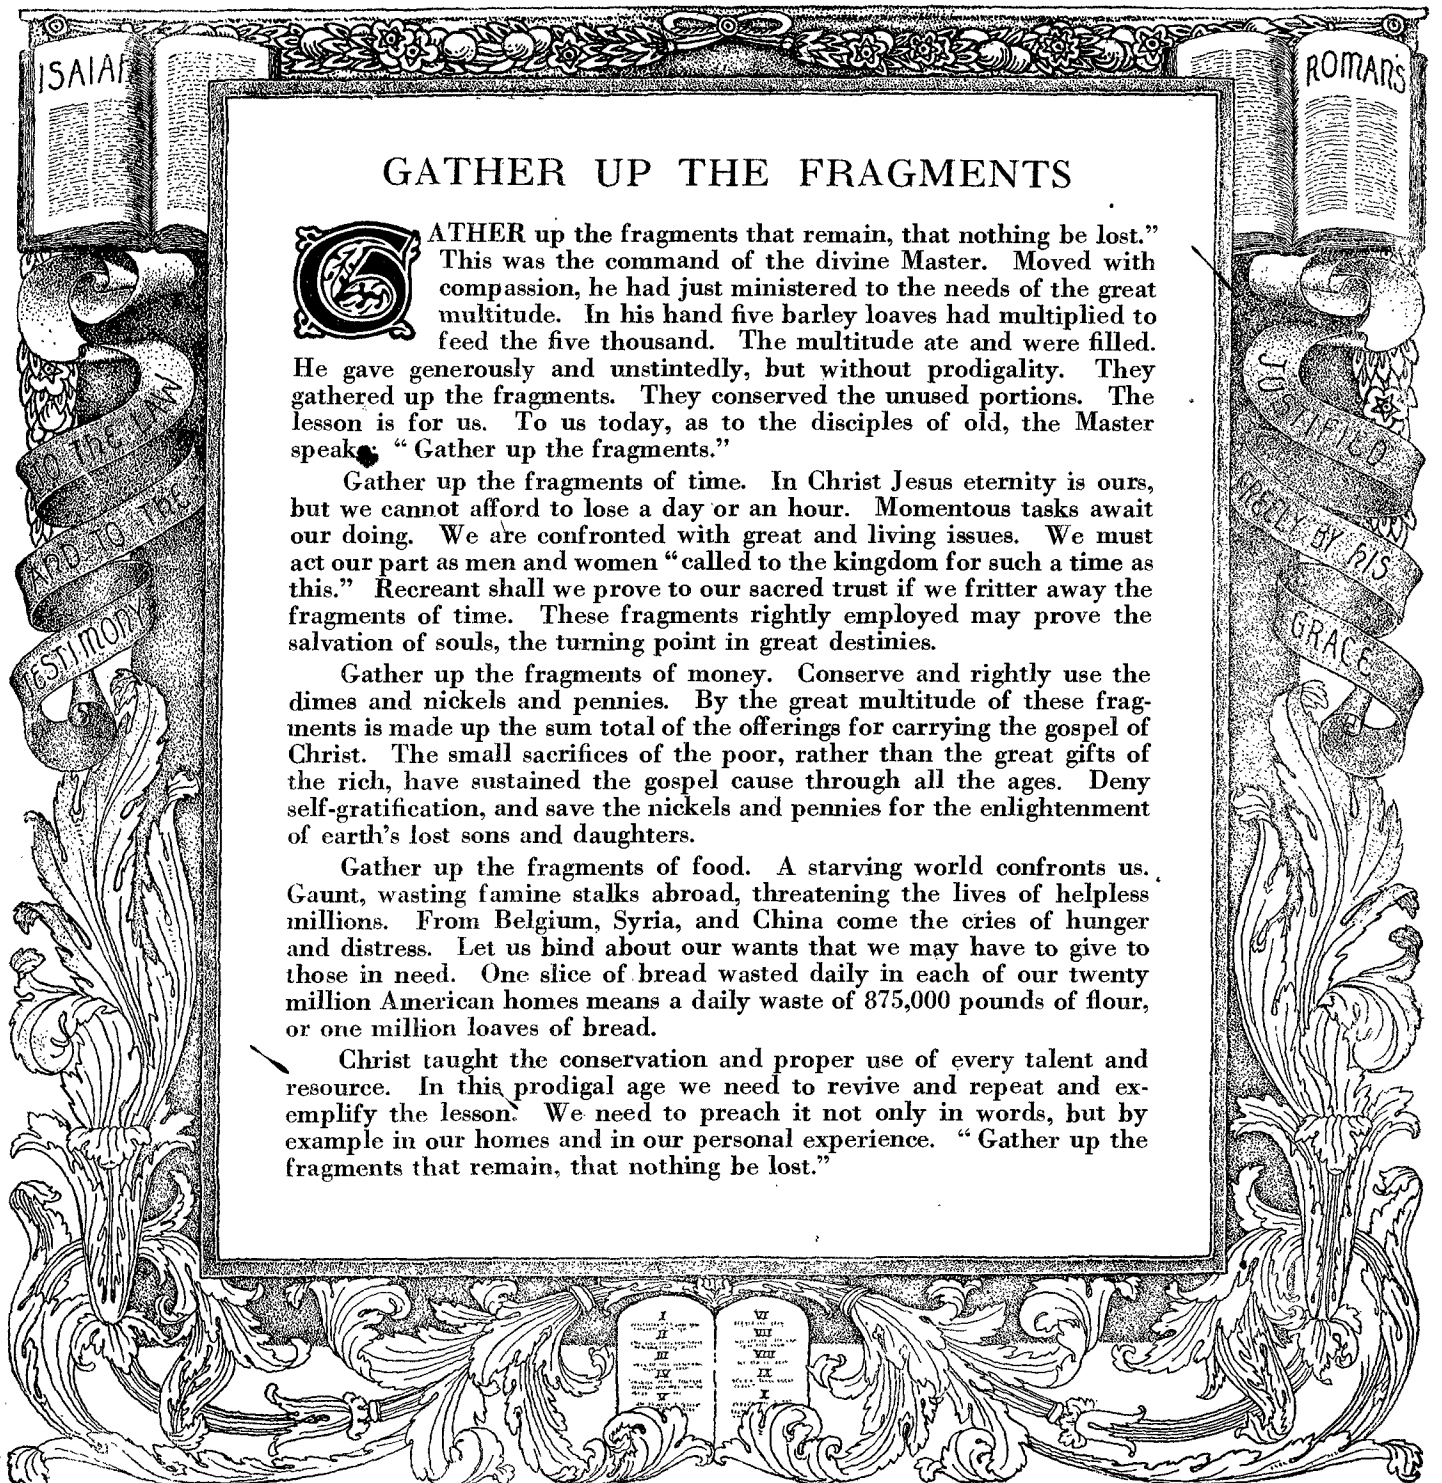 ISAIAH
ROMANS
GATHER UP THE FRAGMENTS
GATHER up the fragments that remain, that nothing be lost.”
This was the command of the divine Master. Moved with
compassion, he had just ministered to the needs of the great
multitude. In his hand five barley loaves had multiplied to
feed the five thousand. The multitude ate and were filled.
He gave generously and unstintedly, but without prodigality. They
gathered up the fragments. They conserved the unused portions. The
lesson is for us. To us today, as to the disciples of old, the Master
speaks: “Gather up the fragments.”
Gather up the fragments of time. In Christ Jesus eternity is ours,
but we cannot afford to lose a day or an hour. Momentous tasks await
our doing. We are confronted with great and living issues. We must
act our part as men and women “called to the kingdom for such a time as
this.” Recreant shall we prove to our sacred trust if we fritter away the
fragments of time. These fragments rightly employed may prove the
salvation of souls, the turning point in great destinies.
Gather up the fragments of money. Conserve and rightly use the
dimes and nickels and pennies. By the great multitude of these frag-
ments is made up the sum total of the offerings for carrying the gospel of
Christ. The small sacrifices of the poor, rather than the great gifts of
the rich, have sustained the gospel cause through all the ages. Deny
self-gratification, and save the nickels and pennies for the enlightenment
of earth’s lost sons and daughters.
Gather up the fragments of food. A starving world confronts us.
Gaunt, wasting famine stalks abroad, threatening the lives of helpless
millions. From Belgium, Syria, and China come the cries of hunger
and distress. Let us bind about our wants that we may have to give to
those in need. One slice of bread wasted daily in each of our twenty
million American homes means a daily waste of 875,000 pounds of flour,
or one million loaves of bread.
Christ taught the conservation and proper use of every talent and
resource. In this prodigal age we need to revive and repeat and ex-
emplify the lesson. We need to preach it not only in words, but by
example in our homes and in our personal experience. “Gather up the
fragments that remain, that nothing be lost.”
TO THE LAW
AND TO THE
TESTIMONY
JUSTIFIED
FREELY BY HIS
GRACE
I
II
III
IV
V
VI
VII
VIII
IX
X